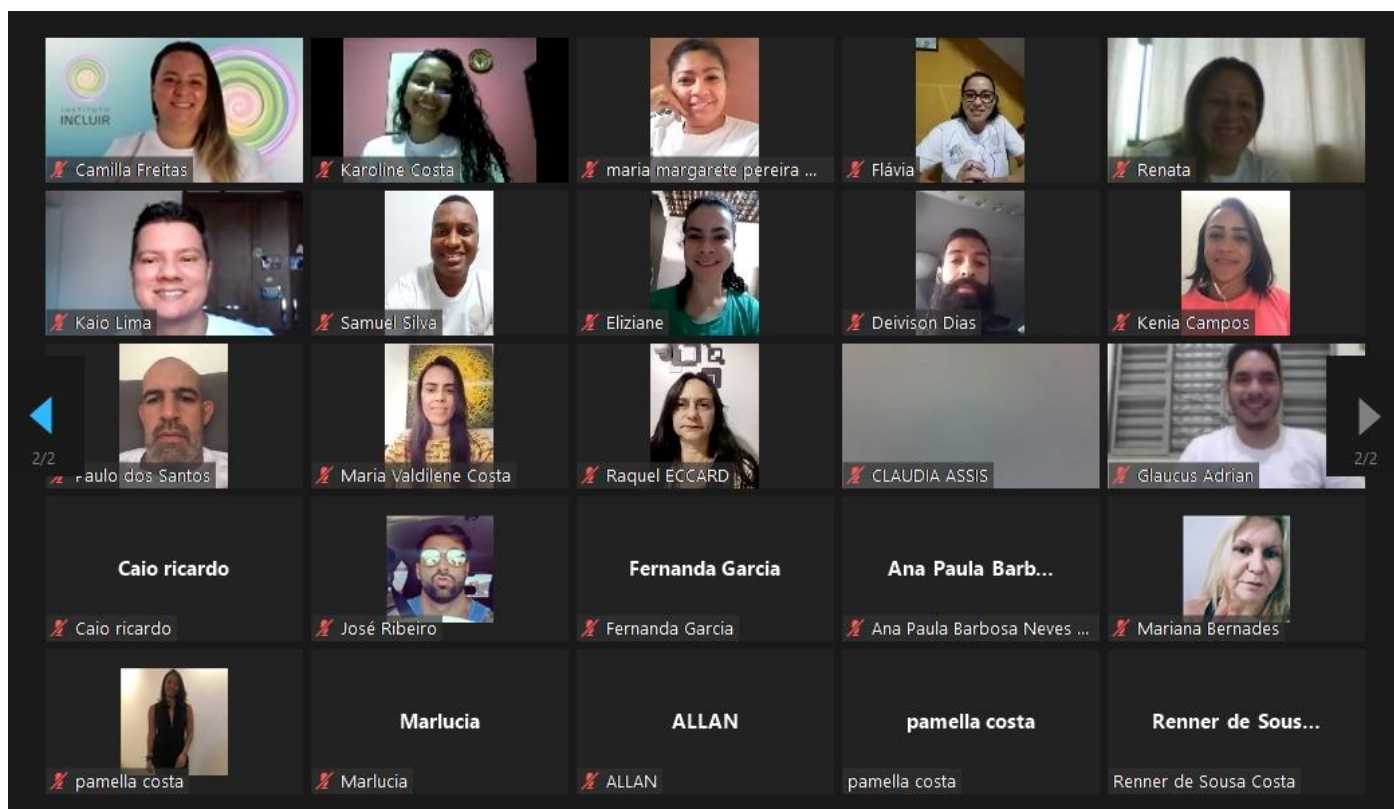 INSTITUTO
INCLUIR
Camilla Freitas
Karoline Costa
maria margarete pereira ...
Flávia
Renata
Kaio Lima
Samuel Silva
Eliziane
Deivison Dias
Kenia Campos
2/2
Paulo dos Santos
Maria Valdilene Costa
Raquel ECCARD
CLAUDIA ASSIS
Glaucus Adrian
2/2
Caio ricardo
Fernanda Garcia
Ana Paula Barb...
Caio ricardo
José Ribeiro
Fernanda Garcia
Ana Paula Barbosa Neves ...
Mariana Bernades
Marlucia
ALLAN
pamella costa
Renner de Sous...
pamella costa
Marlucia
ALLAN
pamella costa
Renner de Sousa Costa